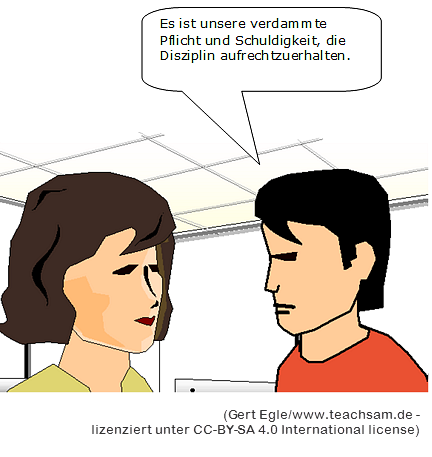 Es ist unsere verdammte
Pflicht und Schuldigkeit, die
Disziplin aufrechtzuerhalten.
(Gert Egle/www.teachsam.de -
lizenziert unter CC-BY-SA 4.0 International license)